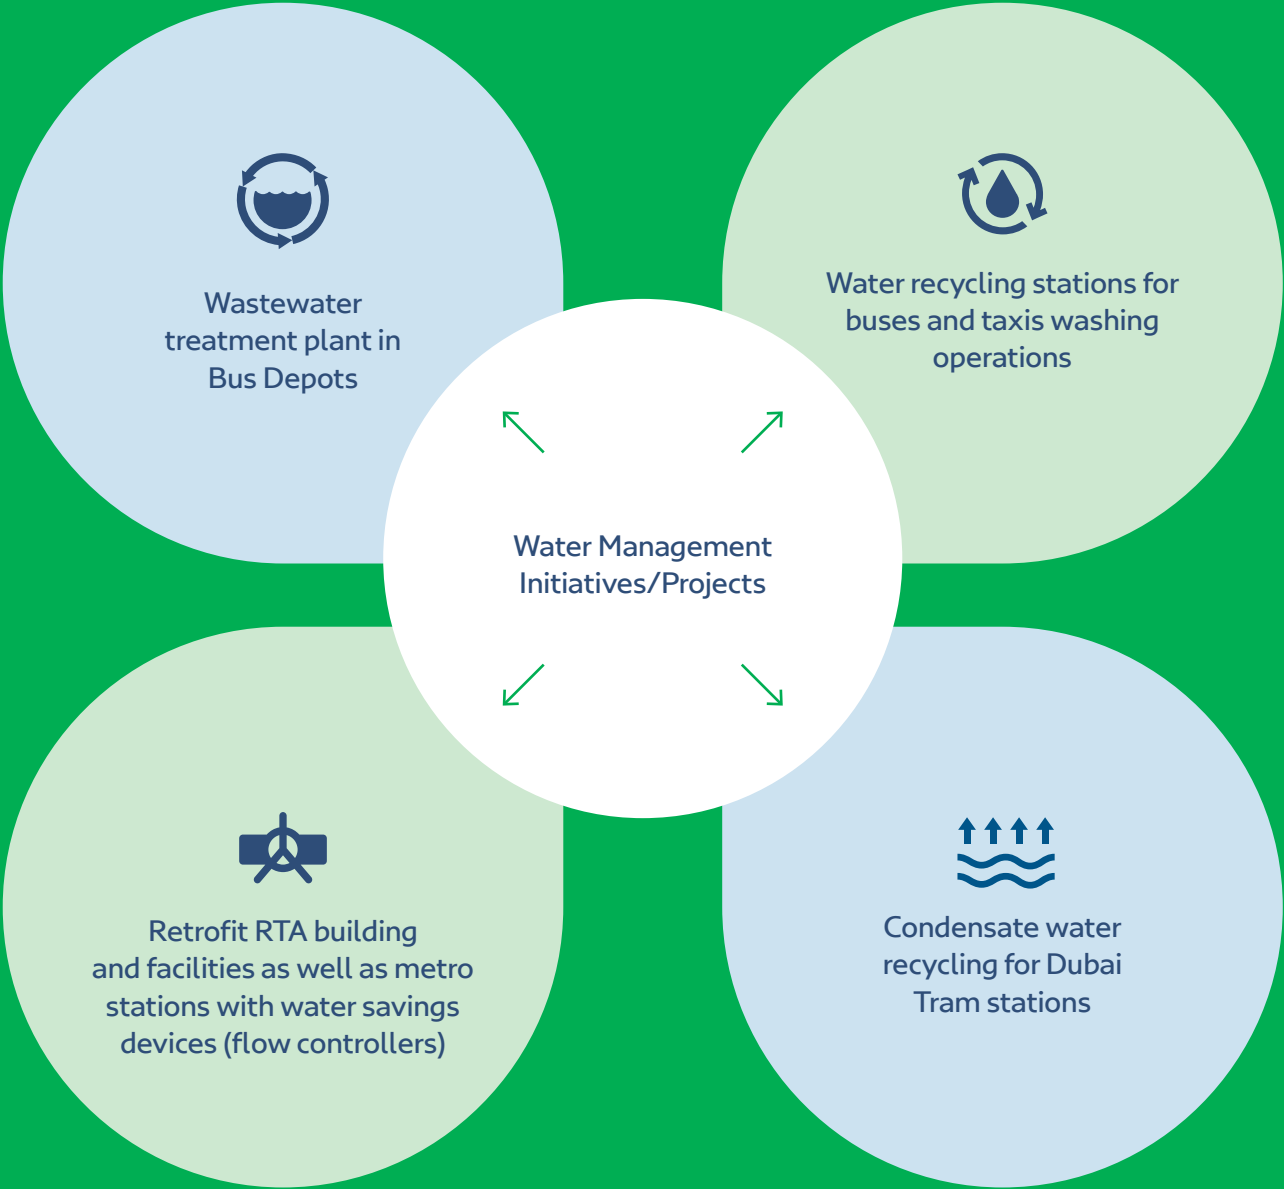 Wastewater
treatment plant in
Bus Depots
Water recycling stations for
buses and taxis washing
operations
Water Management
Initiatives/Projects
Retrofit RTA building
and facilities as well as metro
stations with water savings
devices (flow controllers)
Condensate water
recycling for Dubai
Tram stations